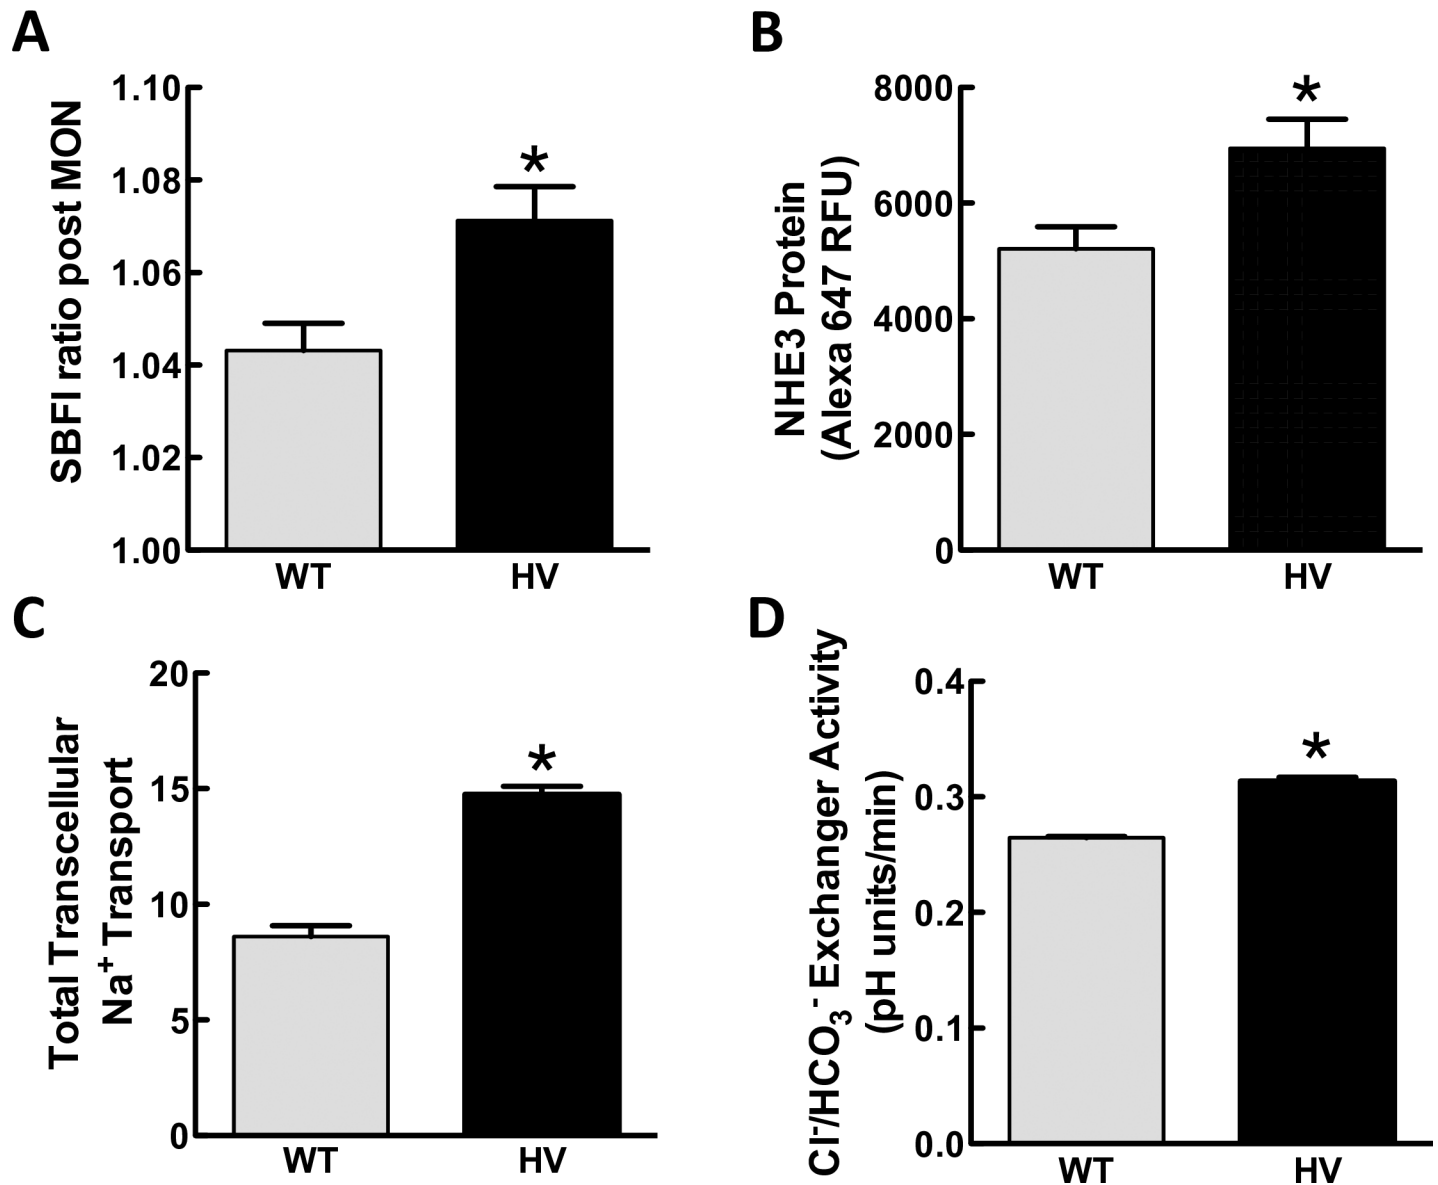 A
SBFI ratio post MON
1.10
1.08
1.06
1.04
1.02
1.00
*
WT
HV
B
NHE3 Protein
(Alexa 647 RFU)
8000
6000
4000
2000
0
*
WT
HV
C
Total Transcellular
Na⁺ Transport
20
15
10
5
0
*
WT
HV
D
Cl⁻/HCO₃⁻ Exchanger Activity
(pH units/min)
0.4
0.3
0.2
0.1
0.0
*
WT
HV